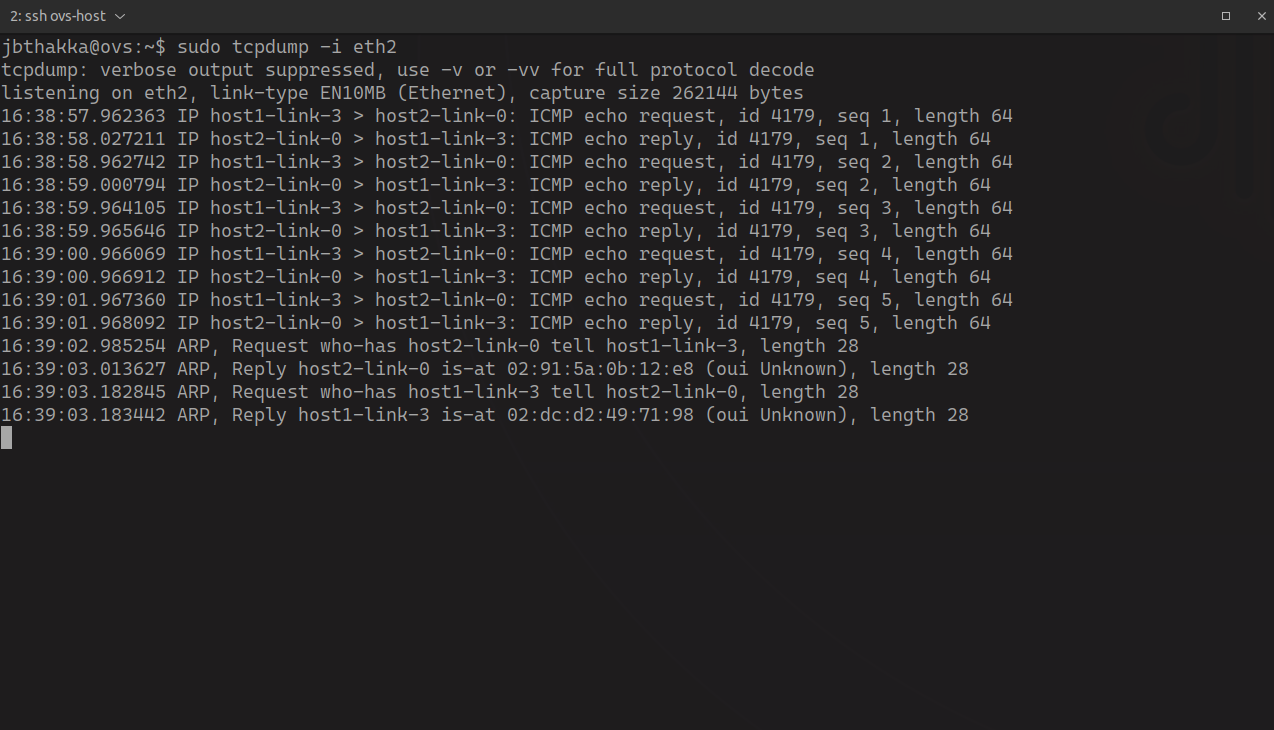 2: ssh ovs-host
jbthakka@ovs:~$ sudo tcpdump -i eth2
tcpdump: verbose output suppressed, use -v or -vv for full protocol decode
listening on eth2, link-type EN10MB (Ethernet), capture size 262144 bytes
16:38:57.962363 IP host1-link-3 > host2-link-0: ICMP echo request, id 4179, seq 1, length 64
16:38:58.027211 IP host2-link-0 > host1-link-3: ICMP echo reply, id 4179, seq 1, length 64
16:38:58.962742 IP host1-link-3 > host2-link-0: ICMP echo request, id 4179, seq 2, length 64
16:38:59.000794 IP host2-link-0 > host1-link-3: ICMP echo reply, id 4179, seq 2, length 64
16:38:59.964105 IP host1-link-3 > host2-link-0: ICMP echo request, id 4179, seq 3, length 64
16:38:59.965646 IP host2-link-0 > host1-link-3: ICMP echo reply, id 4179, seq 3, length 64
16:39:00.966069 IP host1-link-3 > host2-link-0: ICMP echo request, id 4179, seq 4, length 64
16:39:00.966912 IP host2-link-0 > host1-link-3: ICMP echo reply, id 4179, seq 4, length 64
16:39:01.967360 IP host1-link-3 > host2-link-0: ICMP echo request, id 4179, seq 5, length 64
16:39:01.968092 IP host2-link-0 > host1-link-3: ICMP echo reply, id 4179, seq 5, length 64
16:39:02.985254 ARP, Request who-has host2-link-0 tell host1-link-3, length 28
16:39:03.013627 ARP, Reply host2-link-0 is-at 02:91:5a:0b:12:e8 (oui Unknown), length 28
16:39:03.182845 ARP, Request who-has host1-link-3 tell host2-link-0, length 28
16:39:03.183442 ARP, Reply host1-link-3 is-at 02:dc:d2:49:71:98 (oui Unknown), length 28